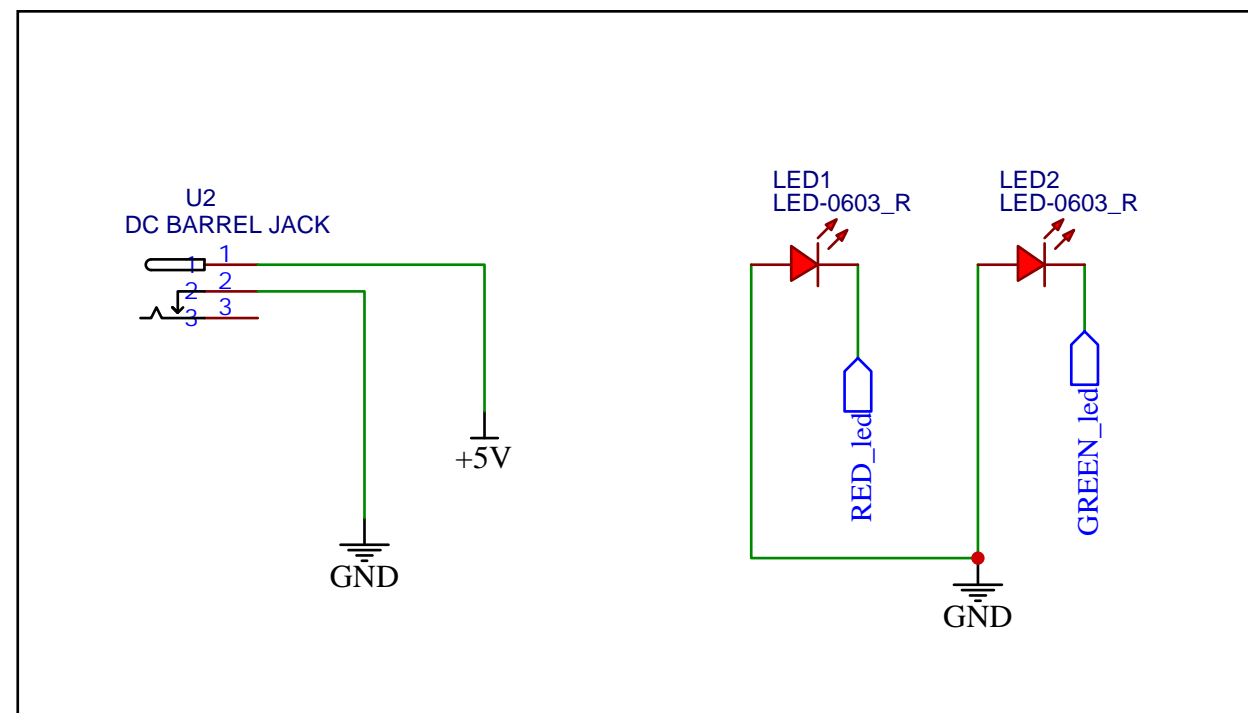 U2
DC BARREL JACK
1 1
2 2
3 3
+5V
GND
LED1
LED-0603_R
LED2
LED-0603_R
RED_led
GREEN_led
GND